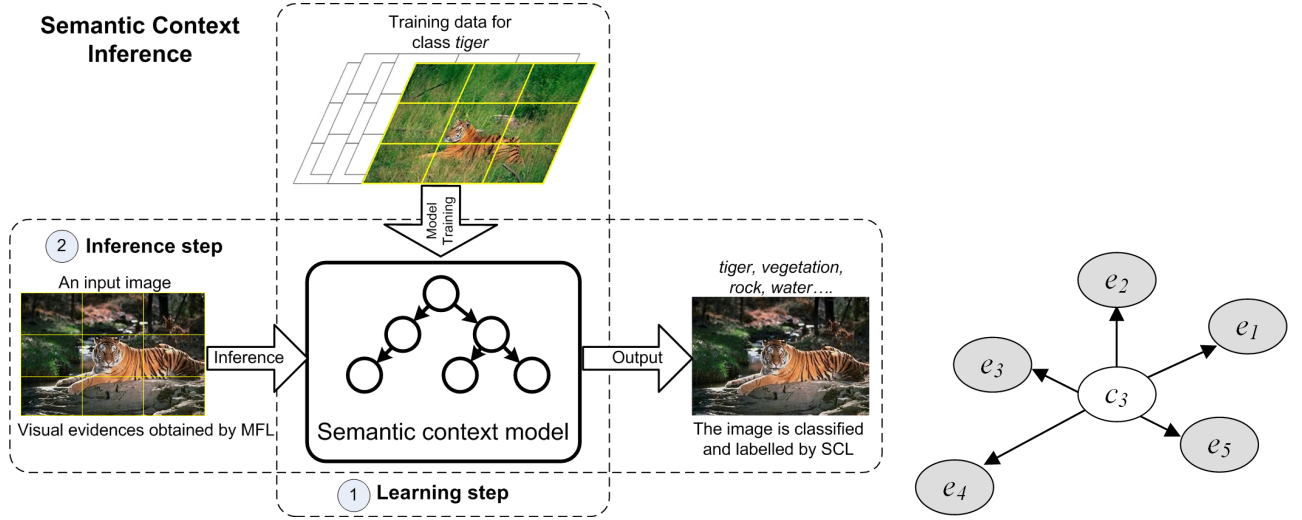 Semantic Context
Inference
Training data for
class tiger
Model
Training
2 Inference step
An input image
Inference
Visual evidences obtained by MFL
Semantic context model
Output
tiger, vegetation,
rock, water….
The image is classified
and labelled by SCL
1 Learning step
e2
e1
e3
c3
e5
e4